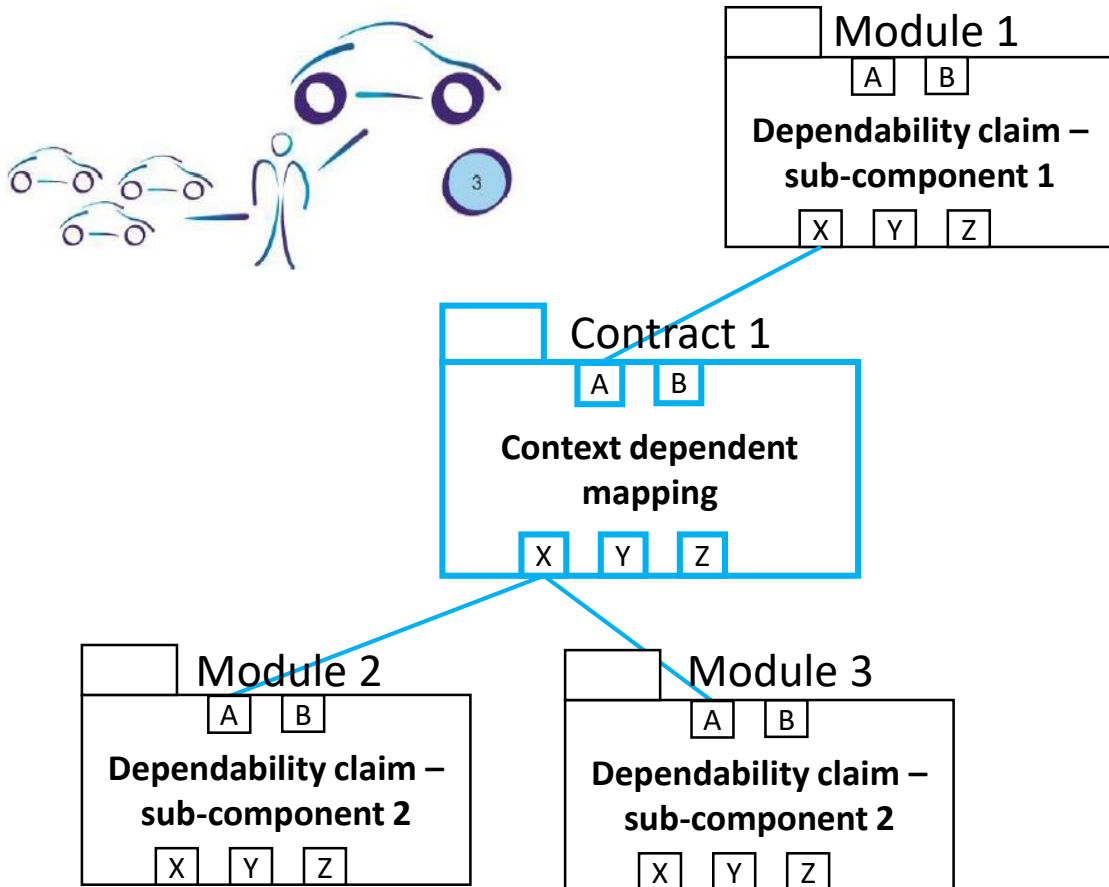 Module 1
A B
Dependability claim –
sub-component 1
X Y Z
3
Contract 1
A B
Context dependent
mapping
X Y Z
Module 2
A B
Dependability claim –
sub-component 2
X Y Z
Module 3
A B
Dependability claim –
sub-component 2
X Y Z